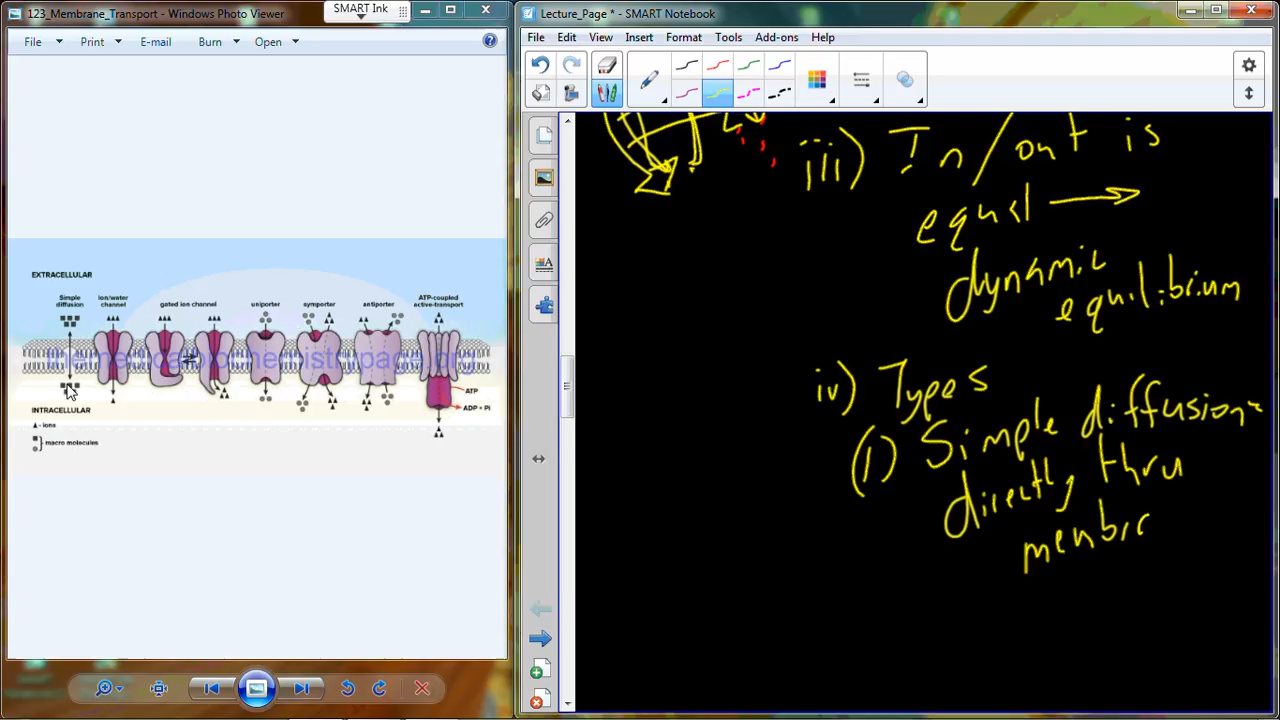 123_Membrane_Transport - Windows Photo Viewer
SMART Ink
File Print E-mail Burn Open
EXTRACELLULAR
Simple diffusion
ion/water channel
gated ion channel
uniporter
symporter
antiporter
ATP-coupled active-transport
themedicalbiochemistrypage.org
ATP
ADP + Pi
INTRACELLULAR
- ions
macro molecules
Lecture_Page * - SMART Notebook
File Edit View Insert Format Tools Add-ons Help
iii) In/out is
equal
dynamic
equilibrium
iv) Types
(1) Simple diffusion-
directly thru
membr